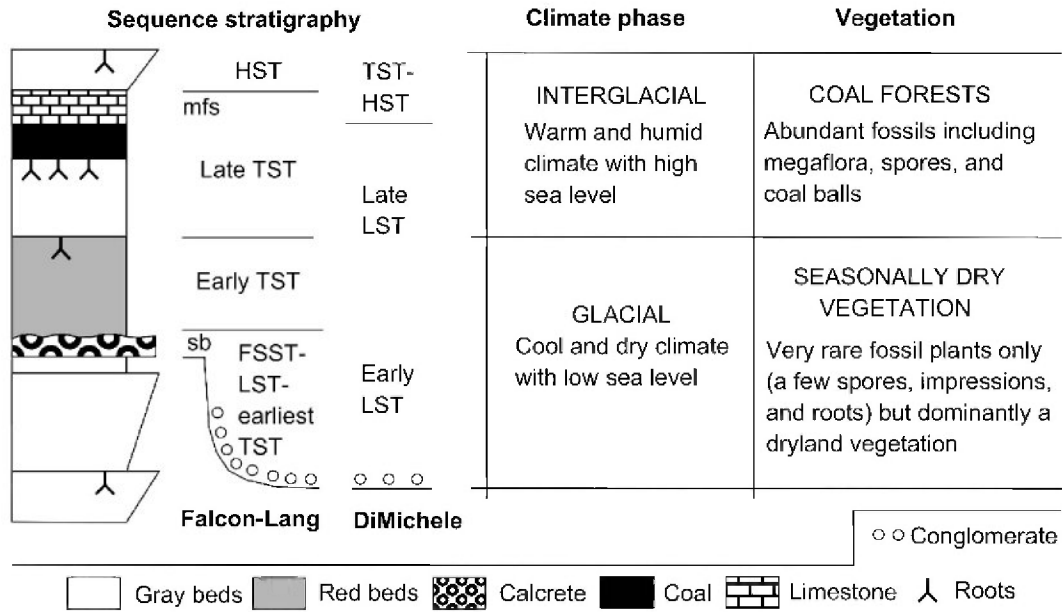 Sequence stratigraphy
Climate phase
Vegetation
HST
mfs
Late TST
Early TST
sb
FSST-
LST-
earliest
TST
Falcon-Lang
TST-
HST
Late
LST
Early
LST
DiMichele
INTERGLACIAL
Warm and humid
climate with high
sea level
COAL FORESTS
Abundant fossils including
megaflora, spores, and
coal balls
GLACIAL
Cool and dry climate
with low sea level
SEASONALLY DRY
VEGETATION
Very rare fossil plants only
(a few spores, impressions,
and roots) but dominantly a
dryland vegetation
Conglomerate
Gray beds
Red beds
Calcrete
Coal
Limestone
Roots